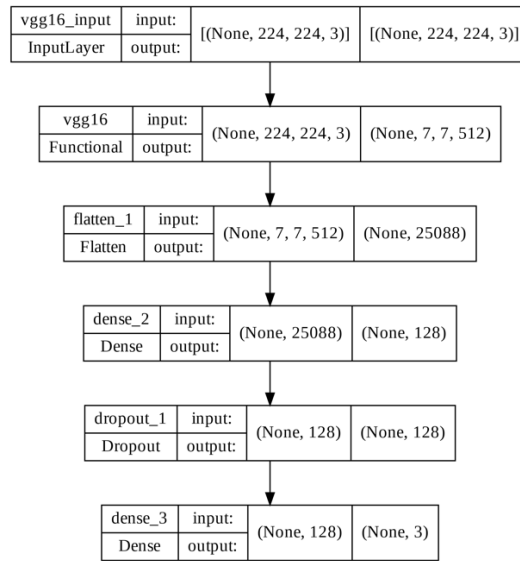 vgg16_input input: [(None, 224, 224, 3)] [(None, 224, 224, 3)]
InputLayer output:
vgg16 input: (None, 224, 224, 3) (None, 7, 7, 512)
Functional output:
flatten_1 input: (None, 7, 7, 512) (None, 25088)
Flatten output:
dense_2 input: (None, 25088) (None, 128)
Dense output:
dropout_1 input: (None, 128) (None, 128)
Dropout output:
dense_3 input: (None, 128) (None, 3)
Dense output: